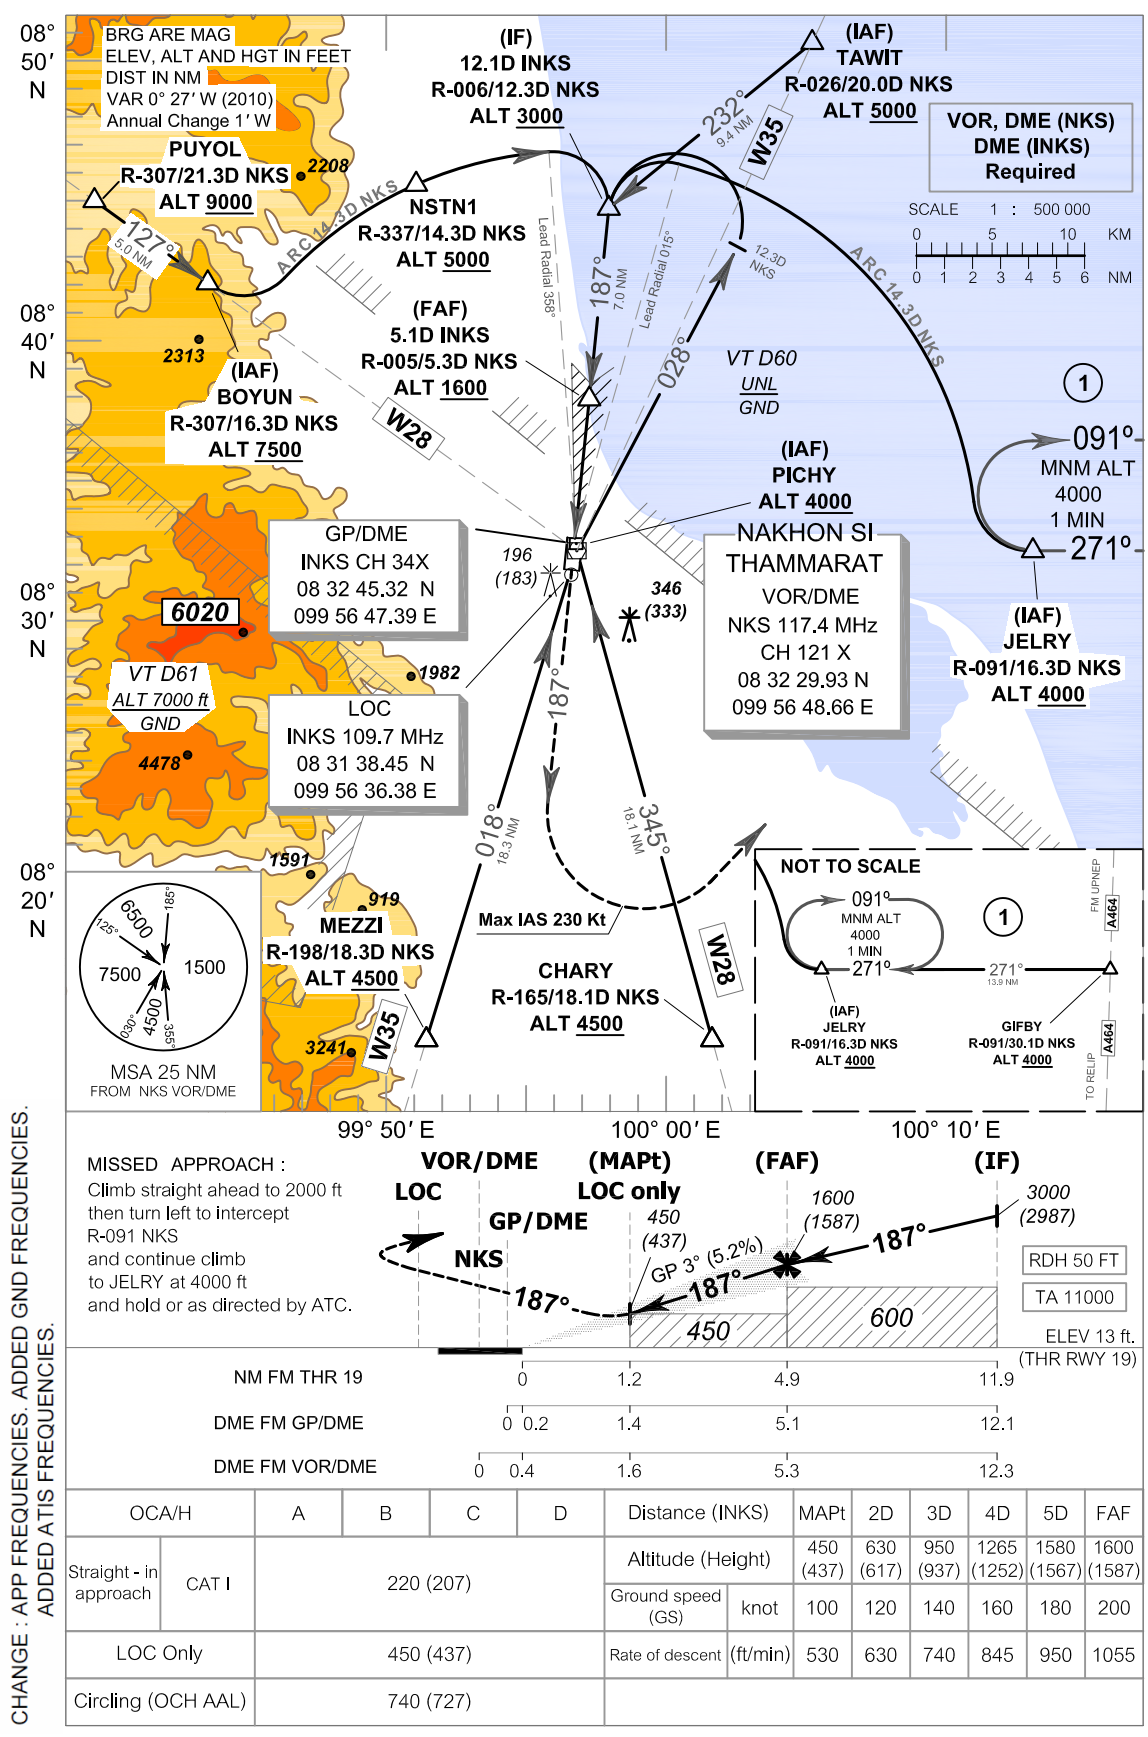 08°
50′
N
BRG ARE MAG
ELEV, ALT AND HGT IN FEET
DIST IN NM
VAR 0° 27′ W (2010)
Annual Change 1′ W
PUYOL
R-307/21.3D NKS
ALT 9000
2208
(IF)
12.1D INKS
R-006/12.3D NKS
ALT 3000
(IAF)
TAWIT
R-026/20.0D NKS
ALT 5000
232°
9.4 NM
W35
VOR, DME (NKS)
DME (INKS)
Required
SCALE 1 : 500 000
0 5 10 KM
0 1 2 3 4 5 6 NM
127°
5.0 NM
ARC 14.3D NKS
NSTN1
R-337/14.3D NKS
ALT 5000
Lead Radial 358°
187°
7.0 NM
Lead Radial 015°
12.3D
NKS
ARC 14.3D NKS
08°
40′
N
2313
(IAF)
BOYUN
R-307/16.3D NKS
ALT 7500
(FAF)
5.1D INKS
R-005/5.3D NKS
ALT 1600
W28
028°
VT D60
UNL
GND
1
091°
MNM ALT
4000
1 MIN
271°
(IAF)
PICHY
ALT 4000
GP/DME
INKS CH 34X
08 32 45.32 N
099 56 47.39 E
196
(183)
346
(333)
NAKHON SI
THAMMARAT
VOR/DME
NKS 117.4 MHz
CH 121 X
08 32 29.93 N
099 56 48.66 E
(IAF)
JELRY
R-091/16.3D NKS
ALT 4000
08°
30′
N
6020
VT D61
ALT 7000 ft
GND
1982
4478
LOC
INKS 109.7 MHz
08 31 38.45 N
099 56 36.38 E
187°
018°
18.3 NM
345°
18.1 NM
08°
20′
N
1591
919
Max IAS 230 Kt
MEZZI
R-198/18.3D NKS
ALT 4500
W35
3241
CHARY
R-165/18.1D NKS
ALT 4500
W28
125°
6500
185°
7500
1500
030°
4500
355°
MSA 25 NM
FROM NKS VOR/DME
NOT TO SCALE
091°
MNM ALT
4000
1 MIN
271°
1
271°
13.9 NM
FM UPNEP
A464
A464
TO RELIP
(IAF)
JELRY
R-091/16.3D NKS
ALT 4000
GIFBY
R-091/30.1D NKS
ALT 4000
99° 50′ E
100° 00′ E
100° 10′ E
CHANGE : APP FREQUENCIES. ADDED GND FREQUENCIES.
ADDED ATIS FREQUENCIES.
MISSED APPROACH :
Climb straight ahead to 2000 ft
then turn left to intercept
R-091 NKS
and continue climb
to JELRY at 4000 ft
and hold or as directed by ATC.
VOR/DME
LOC
GP/DME
NKS
(MAPt)
LOC only
(FAF)
(IF)
450
(437)
1600
(1587)
3000
(2987)
GP 3° (5.2%)
187°
187°
187°
450
600
RDH 50 FT
TA 11000
ELEV 13 ft.
(THR RWY 19)
NM FM THR 19 0 1.2 4.9 11.9
DME FM GP/DME 0 0.2 1.4 5.1 12.1
DME FM VOR/DME 0 0.4 1.6 5.3 12.3
OCA/H A B C D
Straight - in
approach
CAT I 220 (207)
LOC Only 450 (437)
Circling (OCH AAL) 740 (727)
Distance (INKS) MAPt 2D 3D 4D 5D FAF
Altitude (Height) 450 630 950 1265 1580 1600
(437) (617) (937) (1252) (1567) (1587)
Ground speed
(GS) knot 100 120 140 160 180 200
Rate of descent (ft/min) 530 630 740 845 950 1055